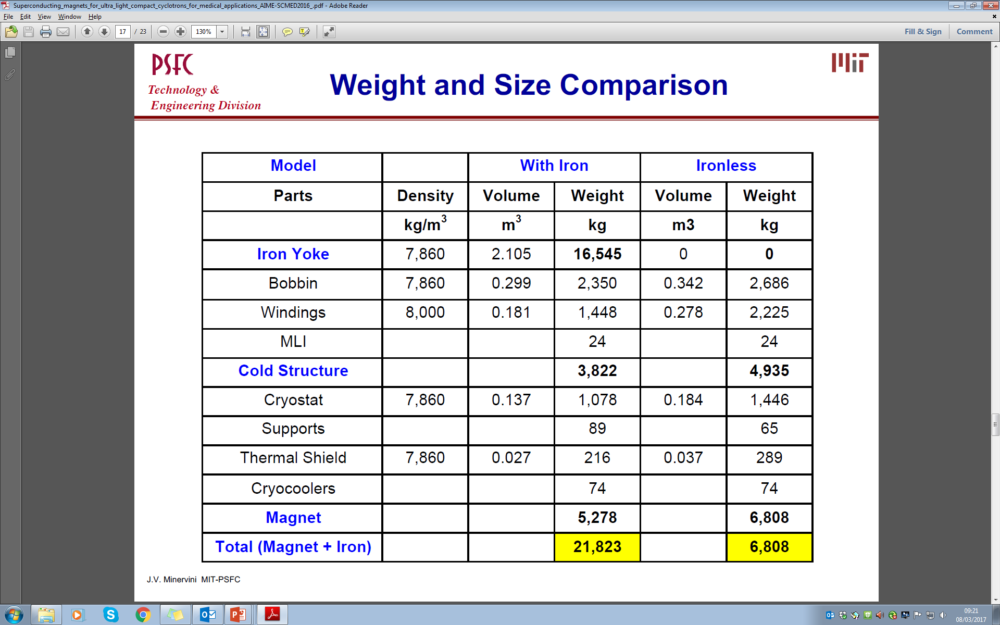 Superconducting_magnets_for_ultra_light_compact_cyclotrons_for_medical_applications_AIME-SCMED2016_.pdf - Adobe Reader
File Edit View Window Help
17 / 23 130% Fill & Sign Comment
PSFC MIT
Technology &
Engineering Division
Weight and Size Comparison
Model With Iron Ironless
Parts Density Volume Weight Volume Weight
kg/m³ m³ kg m3 kg
Iron Yoke 7,860 2.105 16,545 0 0
Bobbin 7,860 0.299 2,350 0.342 2,686
Windings 8,000 0.181 1,448 0.278 2,225
MLI 24 24
Cold Structure 3,822 4,935
Cryostat 7,860 0.137 1,078 0.184 1,446
Supports 89 65
Thermal Shield 7,860 0.027 216 0.037 289
Cryocoolers 74 74
Magnet 5,278 6,808
Total (Magnet + Iron) 21,823 6,808
J.V. Minervini MIT-PSFC
09:21
08/03/2017